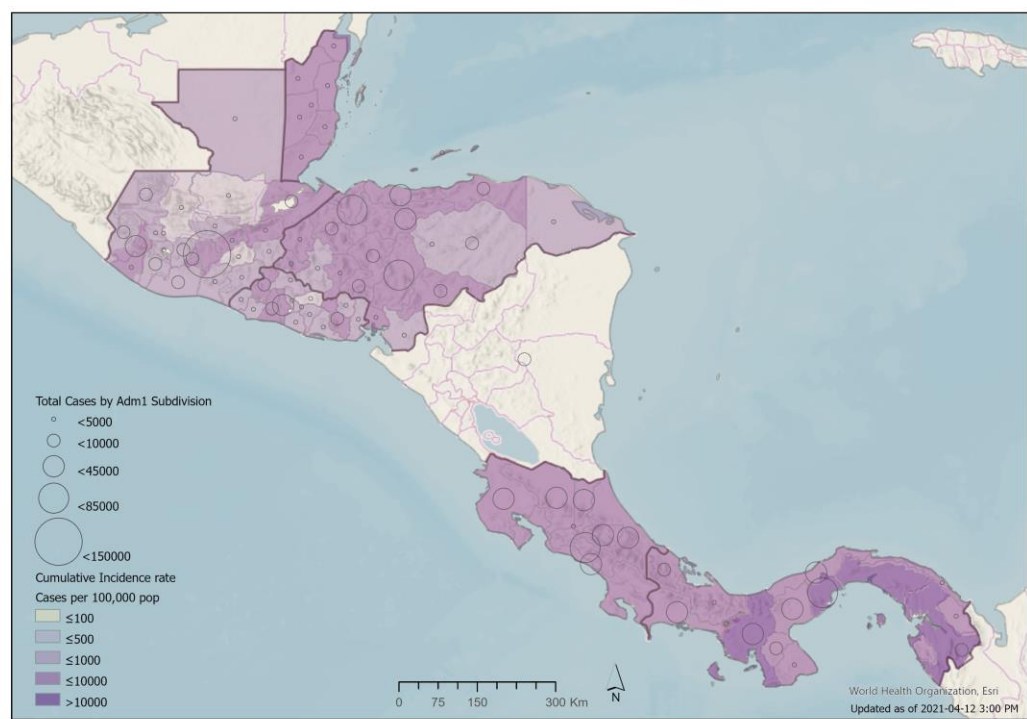 Total Cases by Adm1 Subdivision
<5000
<10000
<45000
<85000
<150000
Cumulative Incidence rate
Cases per 100,000 pop
≤100
≤500
≤1000
≤10000
>10000
0 75 150 300 Km
N
World Health Organization, Esri
Updated as of 2021-04-12 3:00 PM